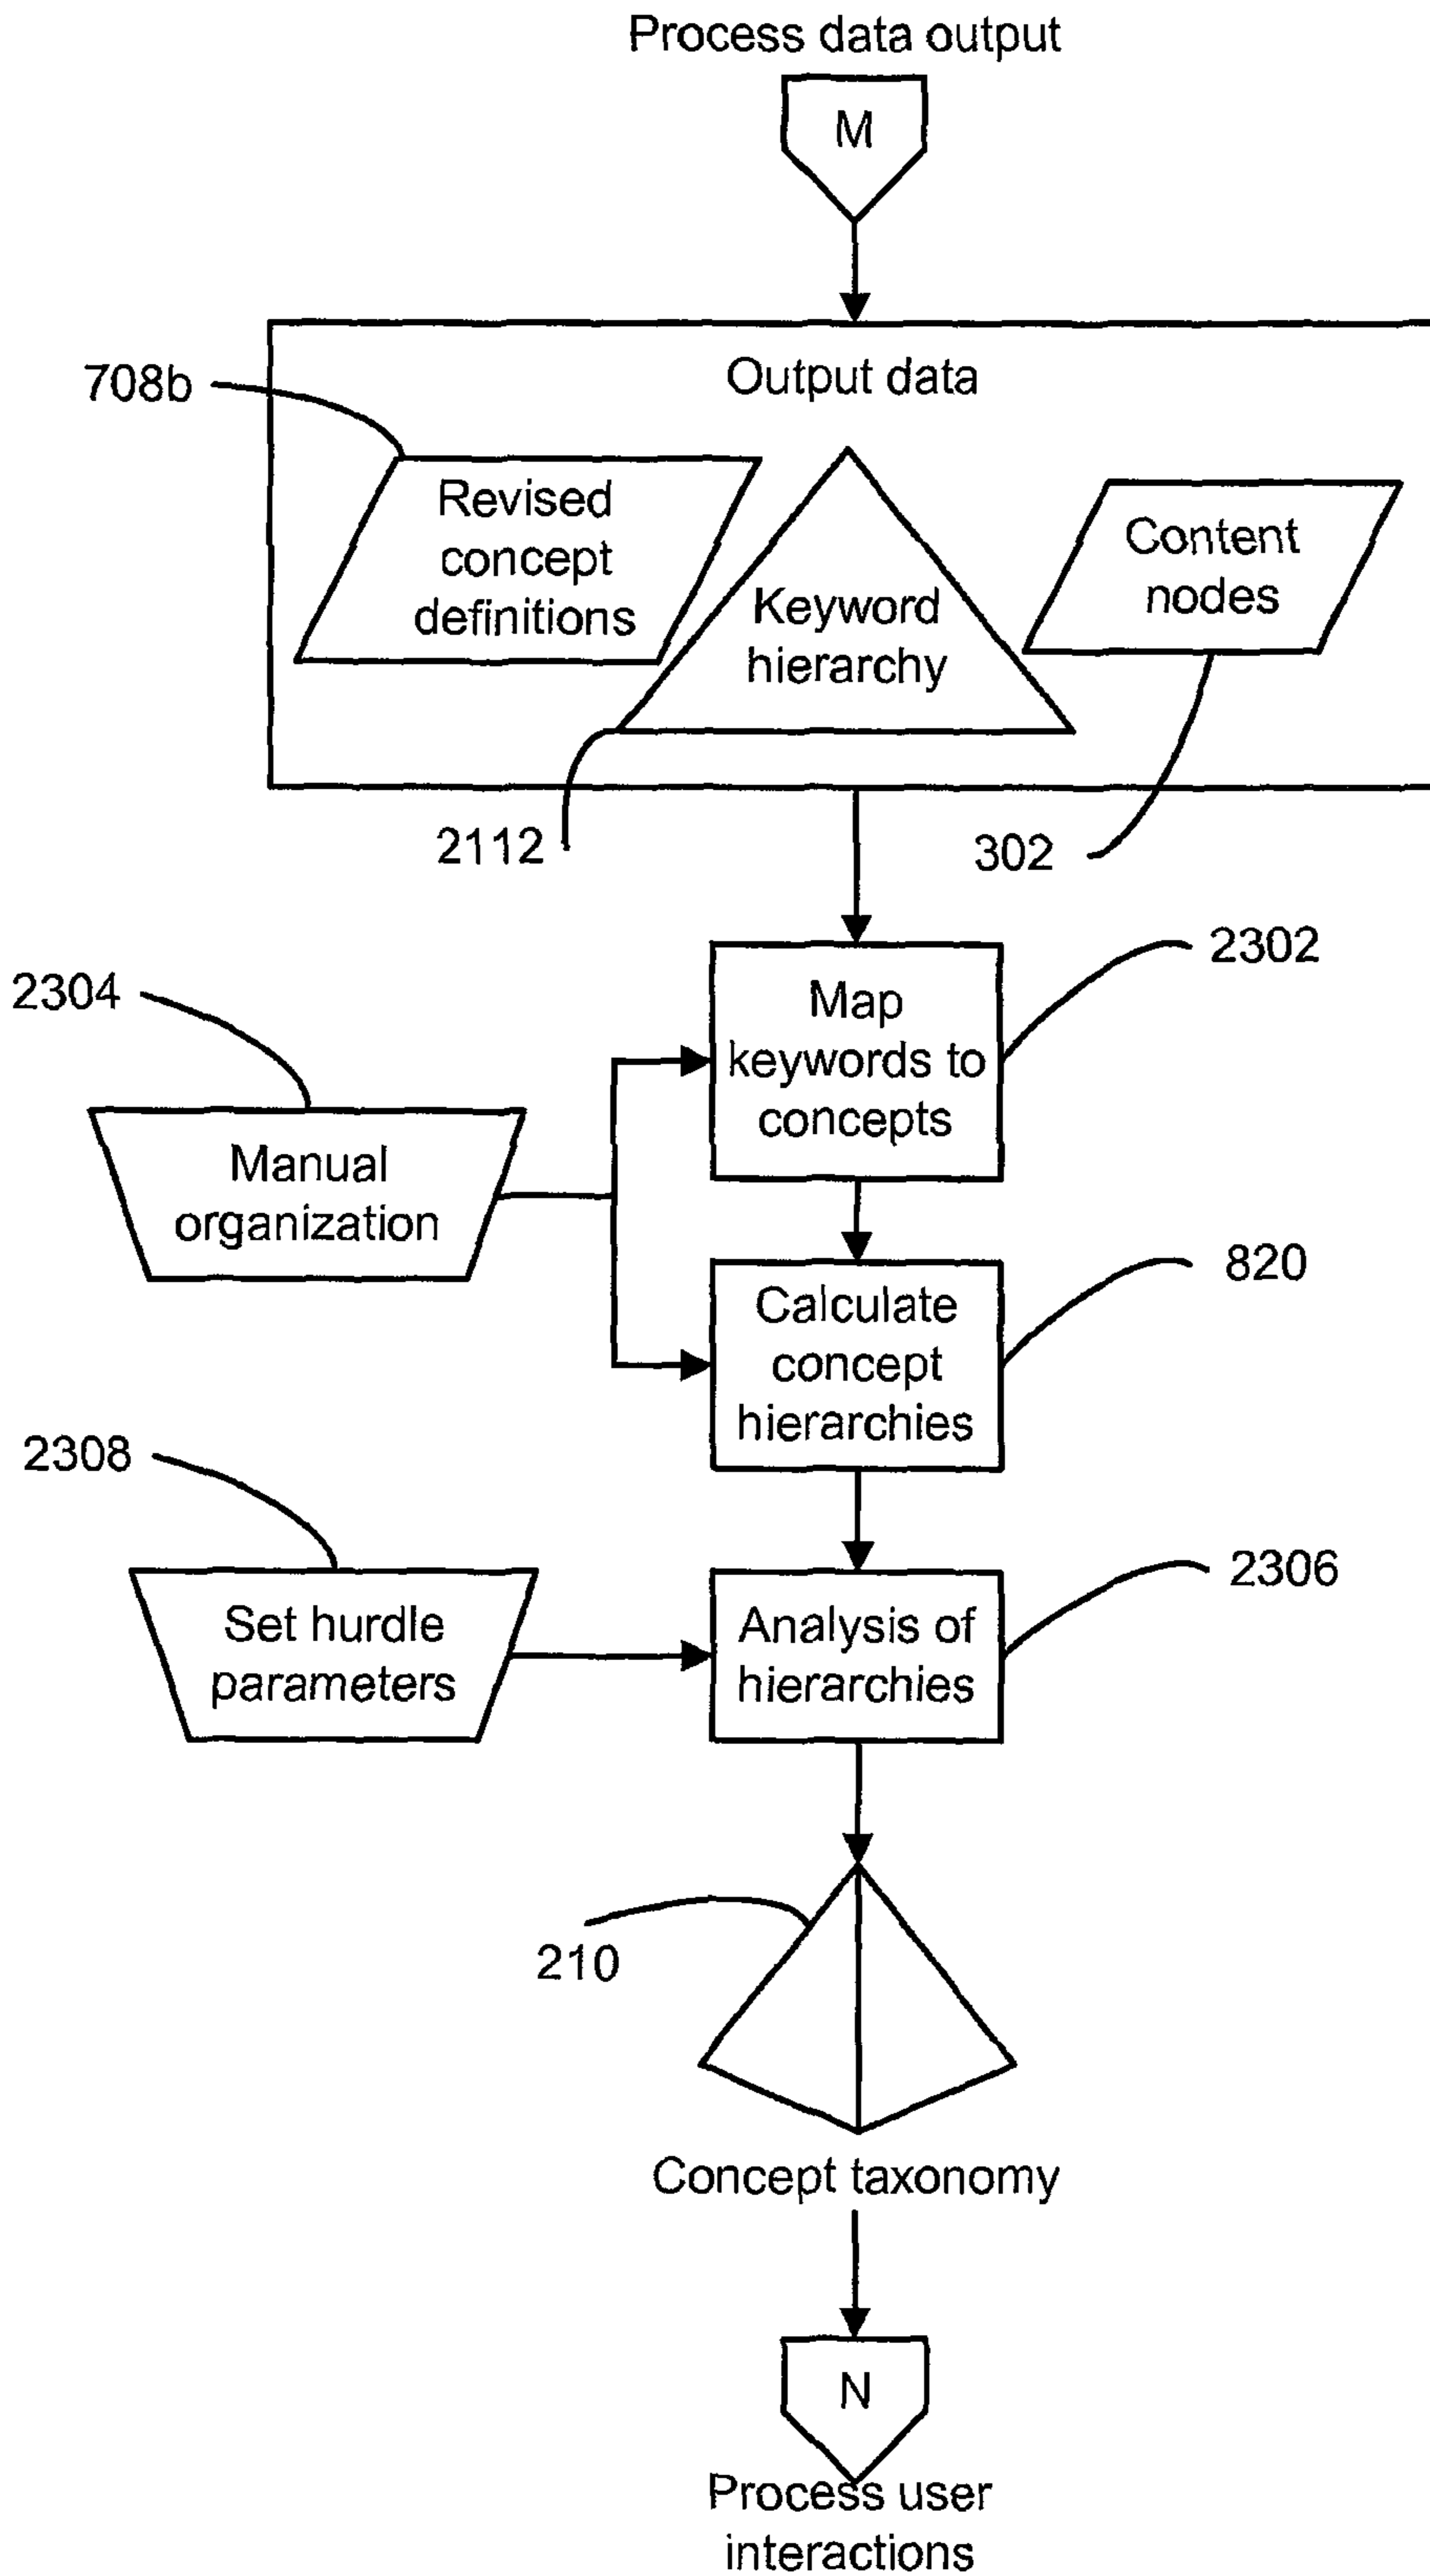 Process data output
M
Output data
708b
Revised
concept
definitions
Keyword
hierarchy
Content
nodes
2112
302
2302
Map
keywords to
concepts
2304
Manual
organization
820
Calculate
concept
hierarchies
2308
Set hurdle
parameters
2306
Analysis of
hierarchies
210
Concept taxonomy
N
Process user
interactions